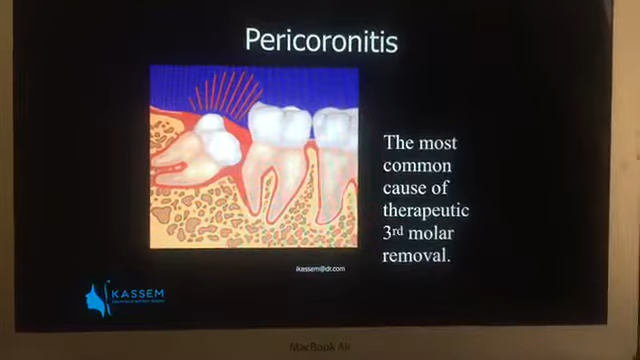 Pericoronitis
The most
common
cause of
therapeutic
3rd molar
removal.
ikassem@dr.com
KASSEM
MacBook Air